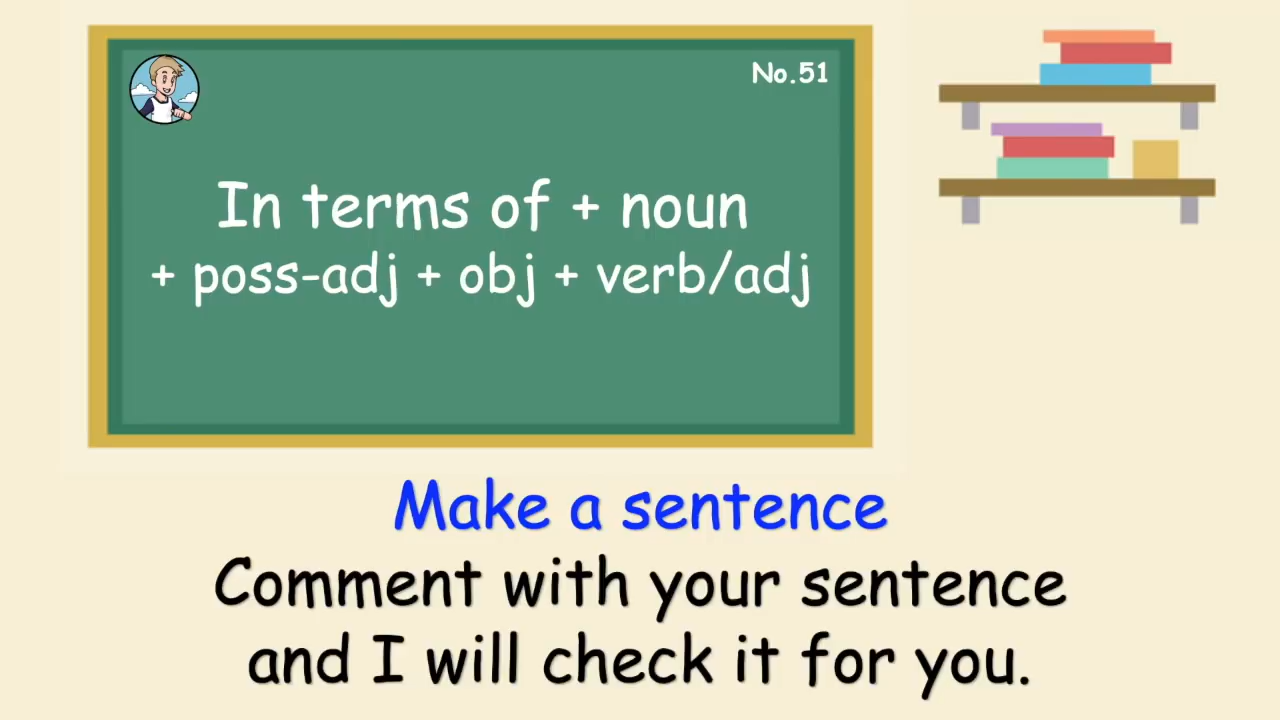 No.51
In terms of + noun
+ poss-adj + obj + verb/adj
Make a sentence
Comment with your sentence
and I will check it for you.